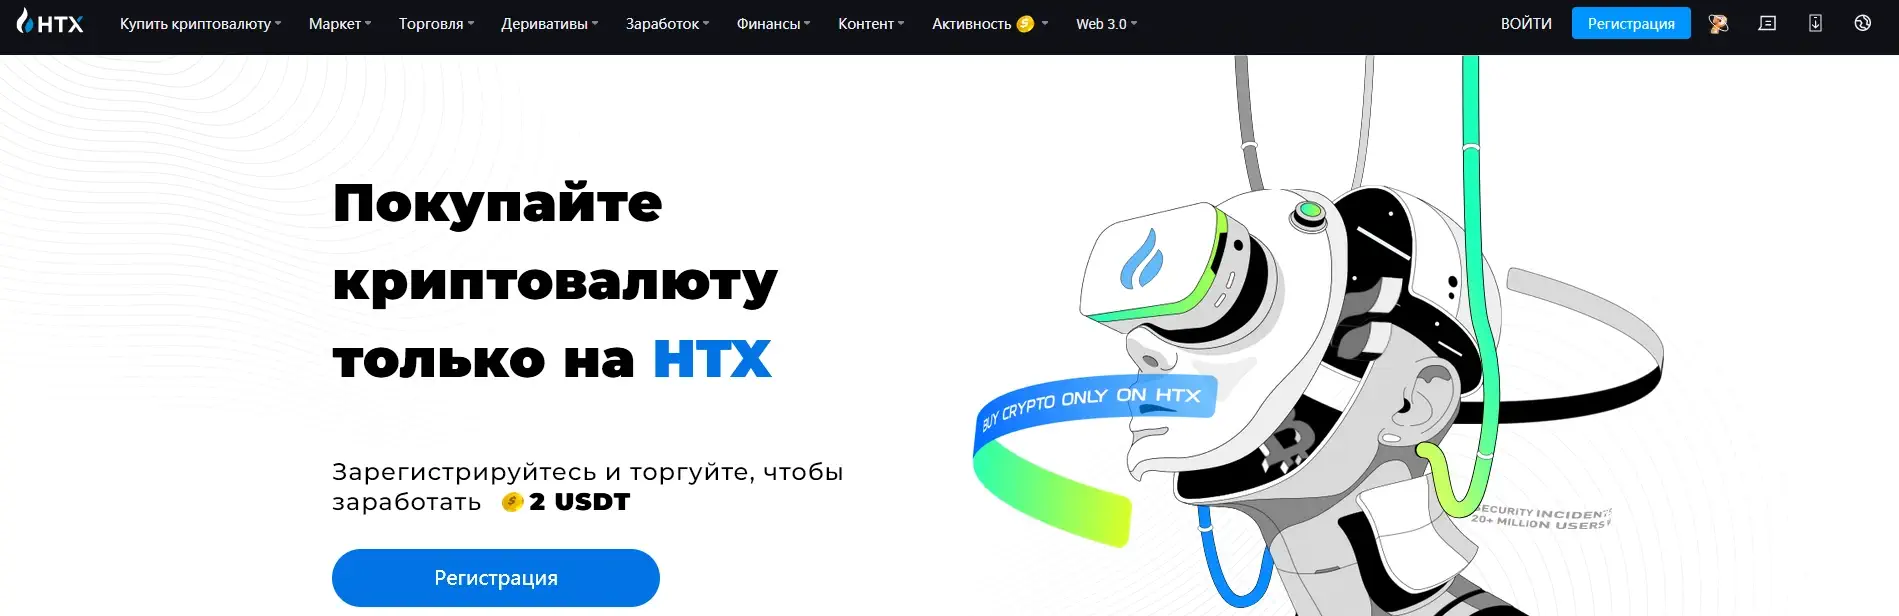 HTX Купить криптовалюту Маркет Торговля Деривативы Заработок Финансы Контент Активность Web 3.0 ВОЙТИ Регистрация
Покупайте
криптовалюту
только на HTX
BUY CRYPTO ONLY ON HTX
Зарегистрируйтесь и торгуйте, чтобы
заработать 2 USDT
SECURITY INCIDENTS
20+ MILLION USERS
Регистрация